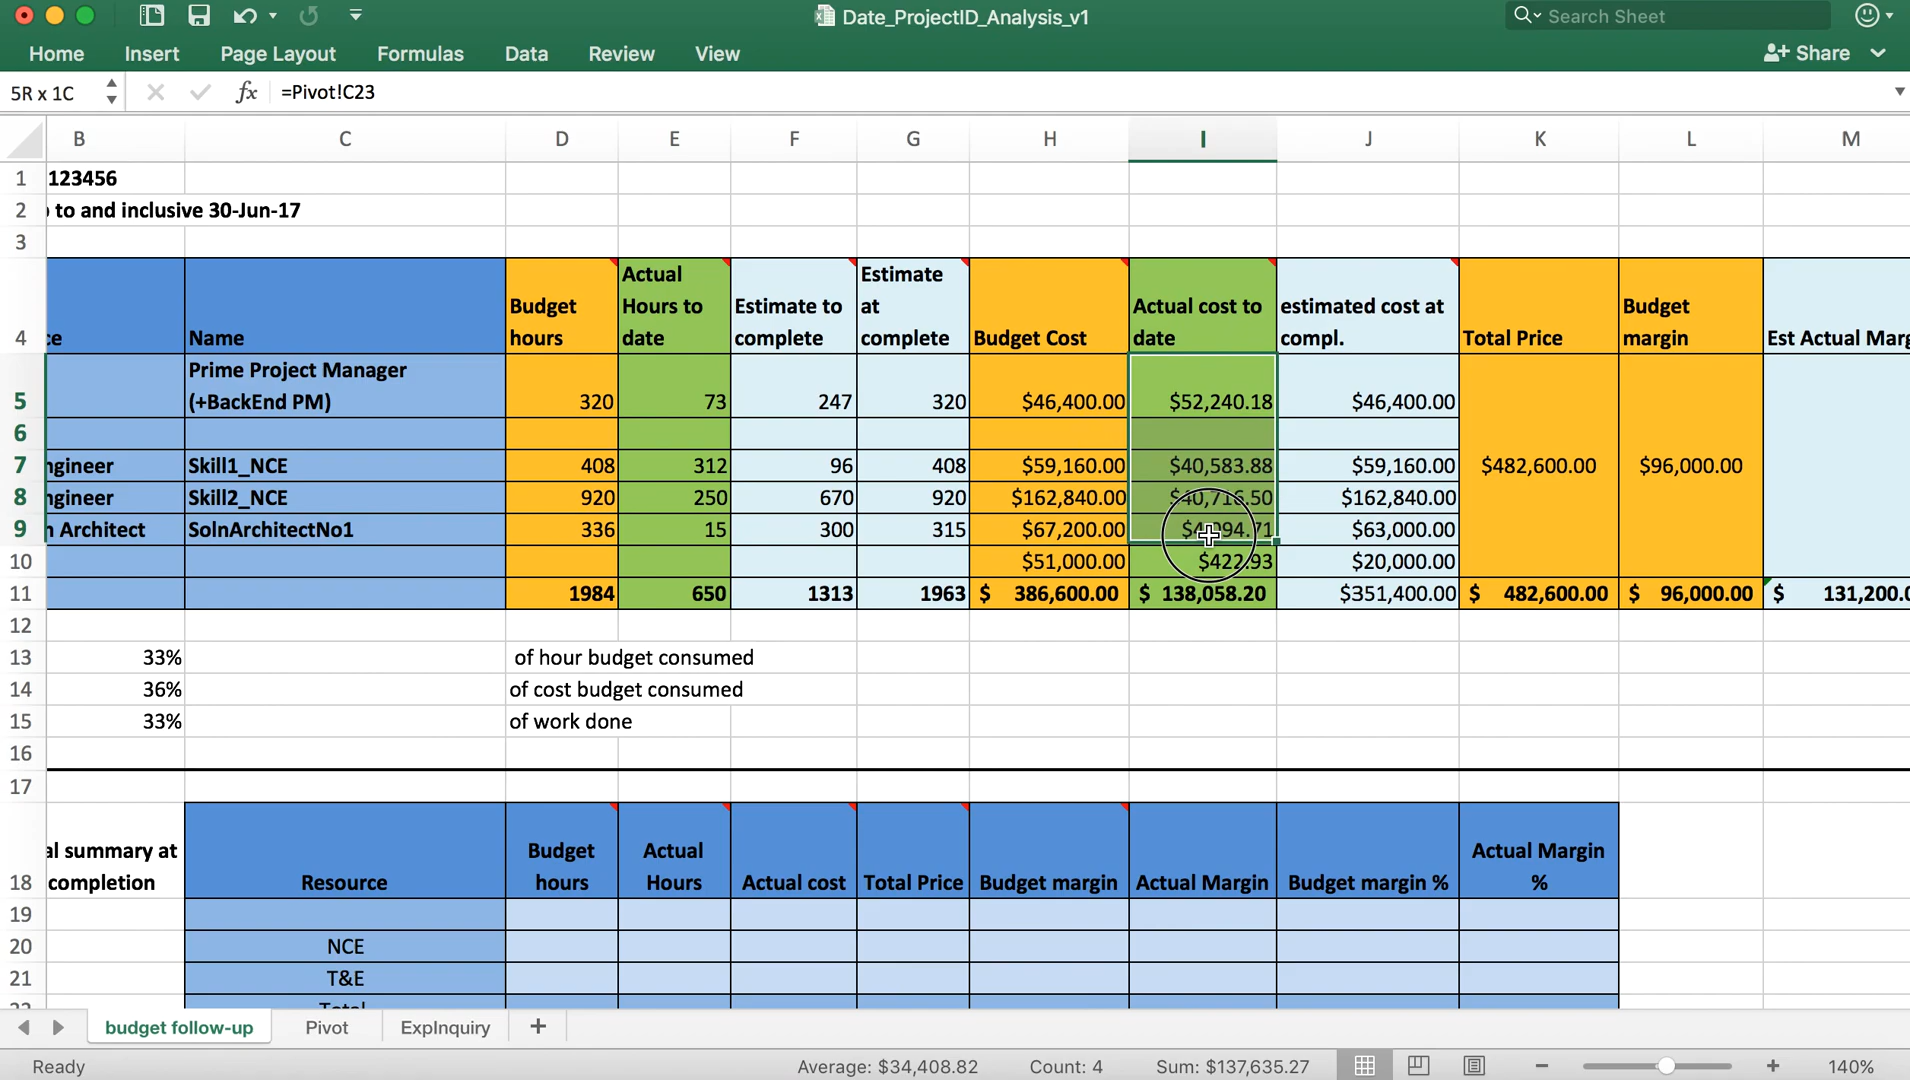 Date_ProjectID_Analysis_v1
Search Sheet
Home Insert Page Layout Formulas Data Review View Share
5R x 1C fx =Pivot!C23
B C D E F G H I J K L M
1 123456
2 to and inclusive 30-Jun-17
3
4 ce Name Budget hours Actual Hours to date Estimate to complete Estimate at complete Budget Cost Actual cost to date estimated cost at compl. Total Price Budget margin Est Actual Marg
5 Prime Project Manager (+BackEnd PM) 320 73 247 320 $46,400.00 $52,240.18 $46,400.00
6
7 ngineer Skill1_NCE 408 312 96 408 $59,160.00 $40,583.88 $59,160.00 $482,600.00 $96,000.00
8 ngineer Skill2_NCE 920 250 670 920 $162,840.00 $40,716.50 $162,840.00
9 n Architect SolnArchitectNo1 336 15 300 315 $67,200.00 $4,094.71 $63,000.00
10 $51,000.00 $422.93 $20,000.00
11 1984 650 1313 1963 $ 386,600.00 $ 138,058.20 $351,400.00 $ 482,600.00 $ 96,000.00 $ 131,200.0
12
13 33% of hour budget consumed
14 36% of cost budget consumed
15 33% of work done
16
17
18 al summary at completion Resource Budget hours Actual Hours Actual cost Total Price Budget margin Actual Margin Budget margin % Actual Margin %
19
20 NCE
21 T&E
22 Total
budget follow-up Pivot ExpInquiry +
Ready Average: $34,408.82 Count: 4 Sum: $137,635.27 140%